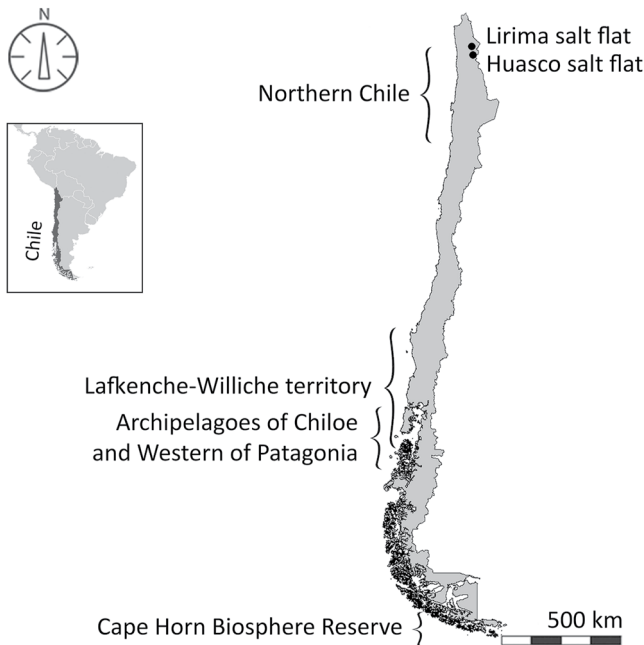 N
Lirima salt flat
Huasco salt flat
Northern Chile
Chile
Lafkenche-Williche territory
Archipelagoes of Chiloe
and Western of Patagonia
Cape Horn Biosphere Reserve
500 km